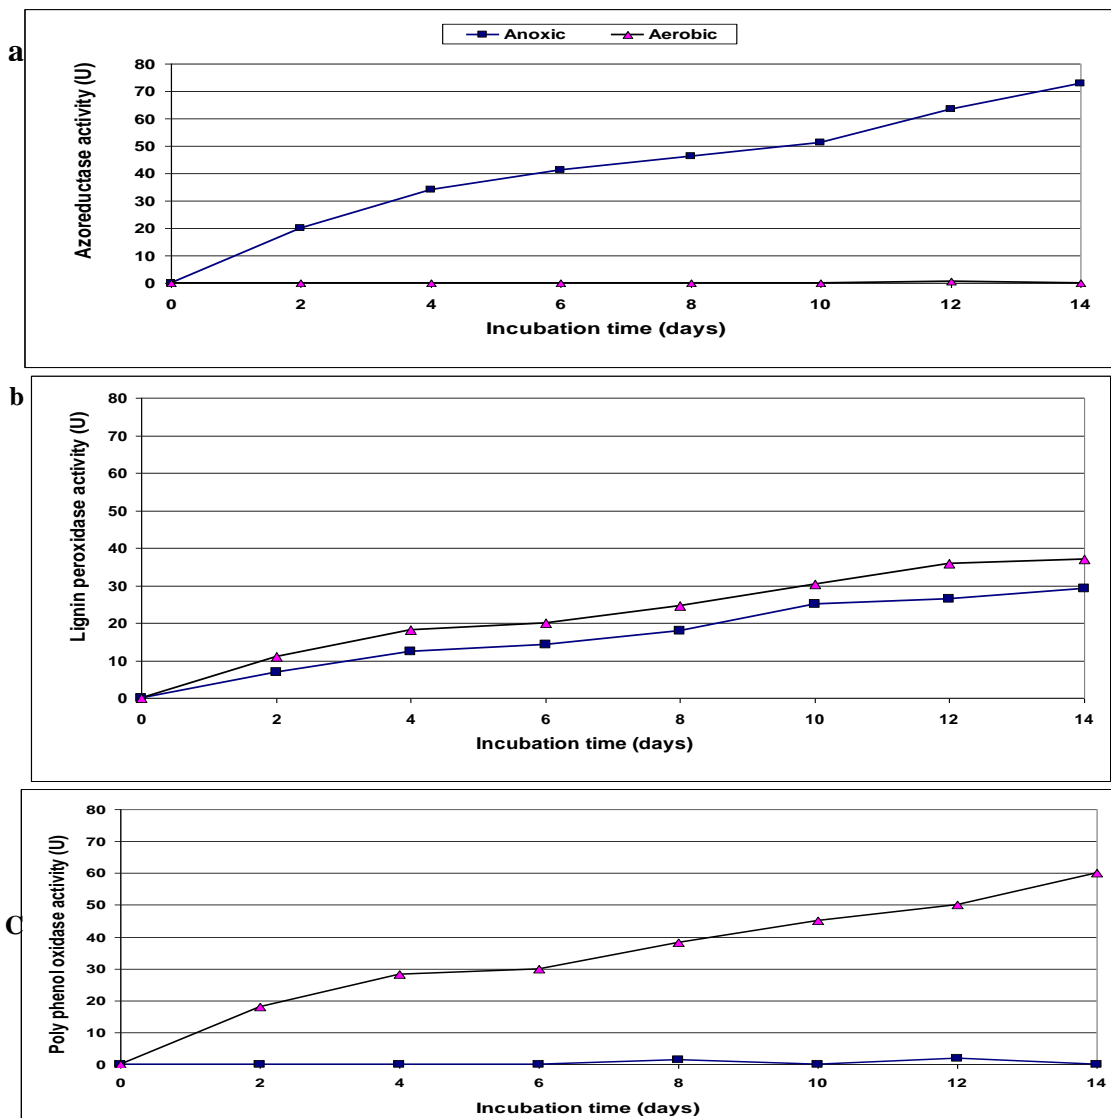 a
Anoxic Aerobic
Azoreductase activity (U)
80
70
60
50
40
30
20
10
0
0 2 4 6 8 10 12 14
Incubation time (days)
b
Lignin peroxidase activity (U)
80
70
60
50
40
30
20
10
0
0 2 4 6 8 10 12 14
Incubation time (days)
C
Poly phenol oxidase activity (U)
80
70
60
50
40
30
20
10
0
0 2 4 6 8 10 12 14
Incubation time (days)